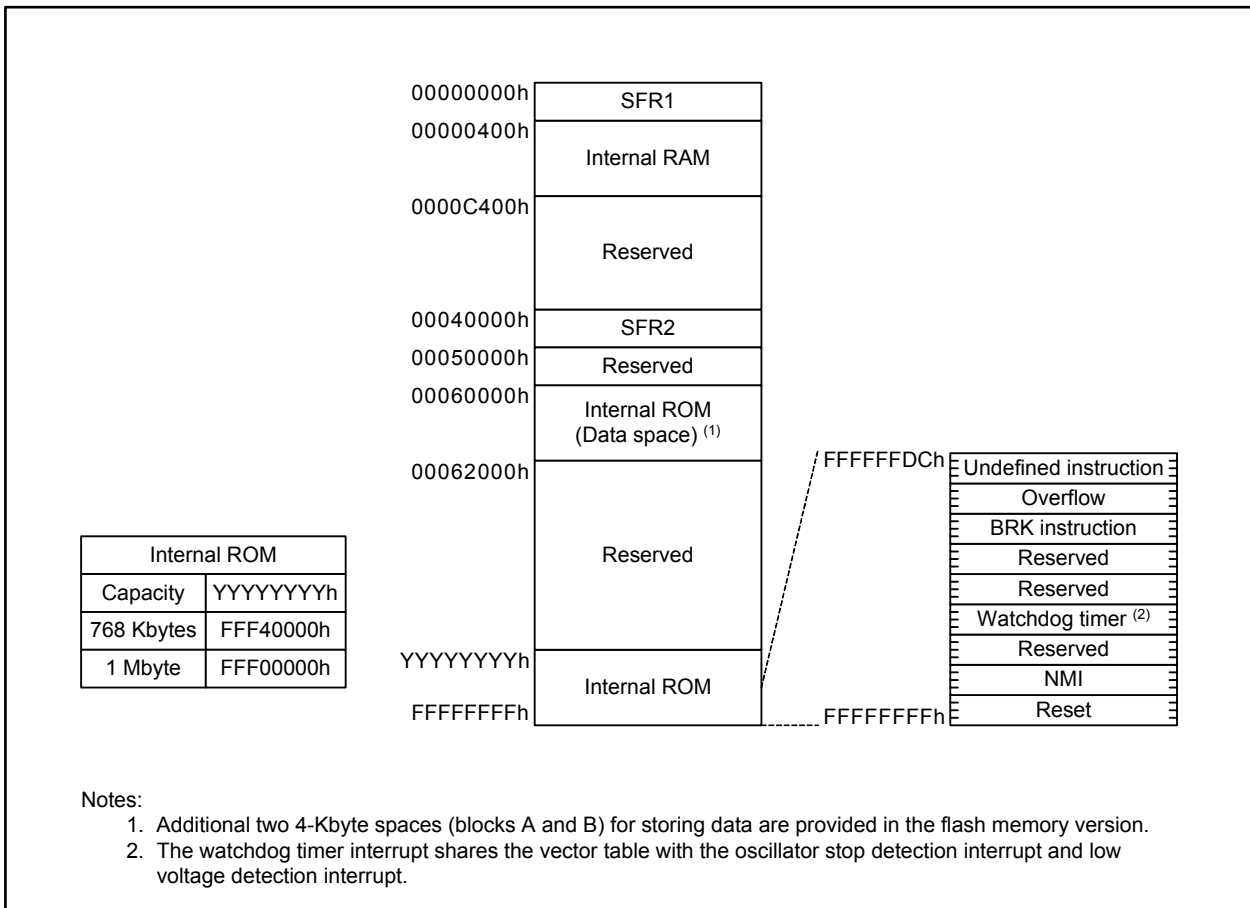 00000000h
SFR1
00000400h
Internal RAM
0000C400h
Reserved
00040000h
SFR2
00050000h
Reserved
00060000h
Internal ROM
(Data space) (1)
00062000h
Reserved
YYYYYYYYh
Internal ROM
FFFFFFFFh
FFFFFFDCh
Undefined instruction
Overflow
BRK instruction
Reserved
Reserved
Watchdog timer (2)
Reserved
NMI
Reset
FFFFFFFFh
Internal ROM
Capacity YYYYYYYYh
768 Kbytes FFF40000h
1 Mbyte FFF00000h
Notes:
1. Additional two 4-Kbyte spaces (blocks A and B) for storing data are provided in the flash memory version.
2. The watchdog timer interrupt shares the vector table with the oscillator stop detection interrupt and low
voltage detection interrupt.